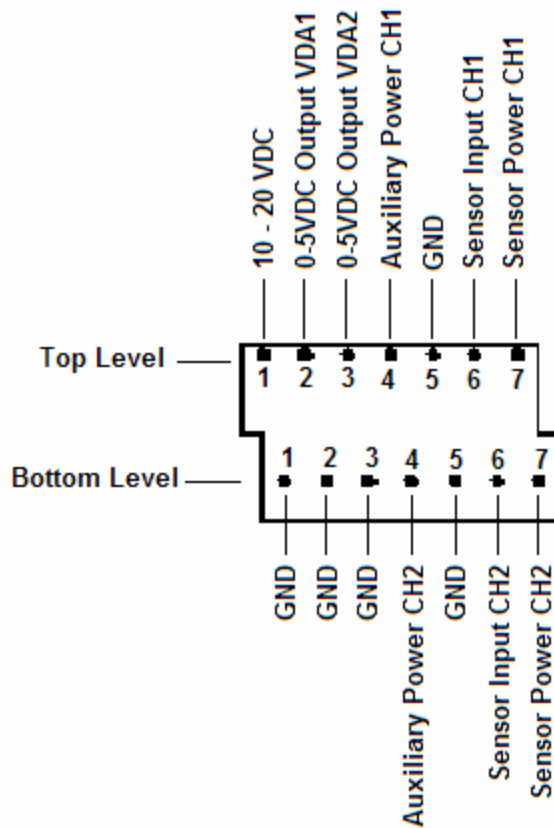 10 - 20 VDC
0-5VDC Output VDA1
0-5VDC Output VDA2
Auxiliary Power CH1
GND
Sensor Input CH1
Sensor Power CH1
Top Level
1 2 3 4 5 6 7
Bottom Level
1 2 3 4 5 6 7
GND
GND
GND
Auxiliary Power CH2
GND
Sensor Input CH2
Sensor Power CH2